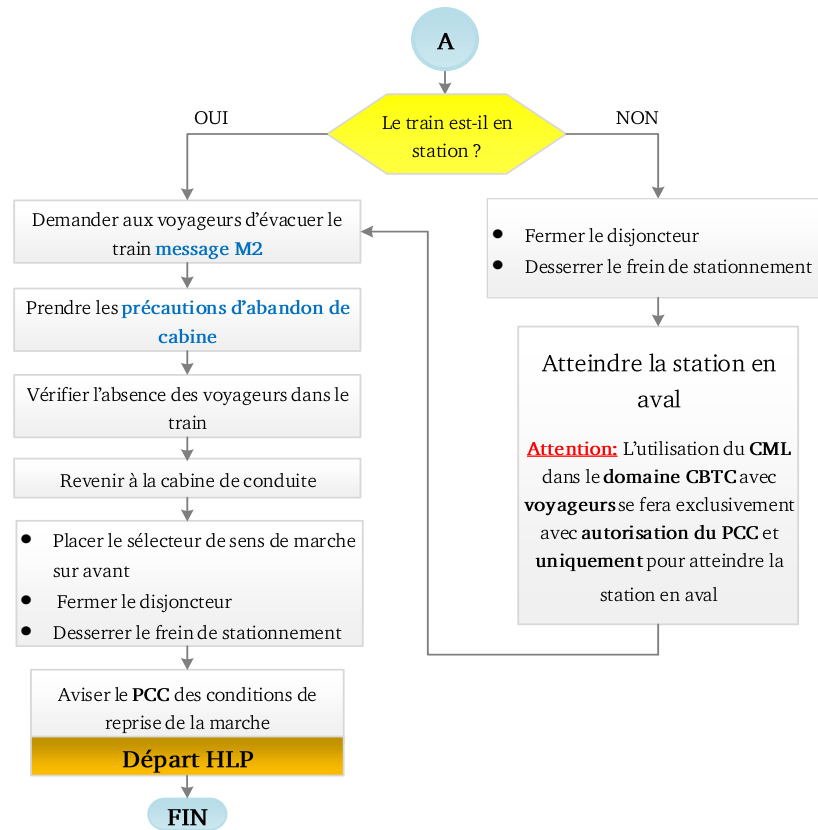 A
Le train est-il en
station ?
OUI
NON
Demander aux voyageurs d’évacuer le
train message M2
Prendre les précautions d’abandon de
cabine
Vérifier l’absence des voyageurs dans le
train
Revenir à la cabine de conduite
• Placer le sélecteur de sens de marche
sur avant
• Fermer le disjoncteur
• Desserrer le frein de stationnement
Aviser le PCC des conditions de
reprise de la marche
Départ HLP
FIN
• Fermer le disjoncteur
• Desserrer le frein de stationnement
Atteindre la station en
aval
Attention: L’utilisation du CML
dans le domaine CBTC avec
voyageurs se fera exclusivement
avec autorisation du PCC et
uniquement pour atteindre la
station en aval